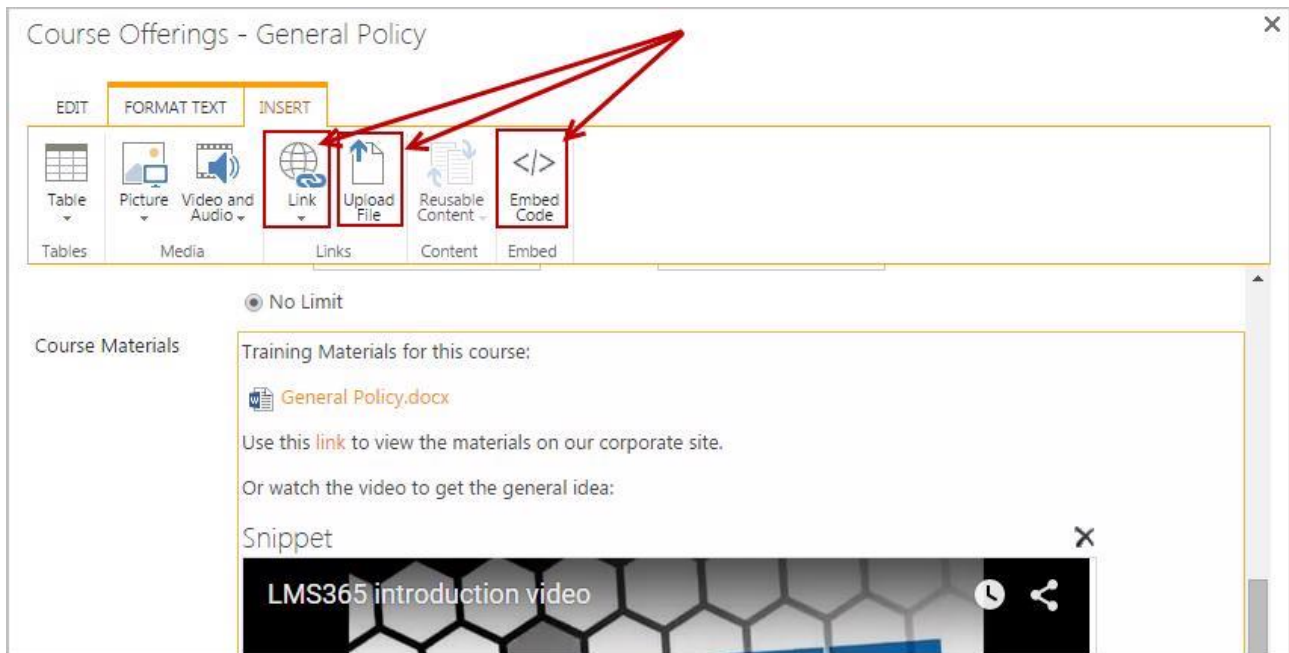 Course Offerings - General Policy
EDIT FORMAT TEXT INSERT
Table Picture Video and Audio Link Upload File Reusable Content Embed Code
Tables Media Links Content Embed
No Limit
Course Materials
Training Materials for this course:
General Policy.docx
Use this link to view the materials on our corporate site.
Or watch the video to get the general idea:
Snippet
LMS365 introduction video